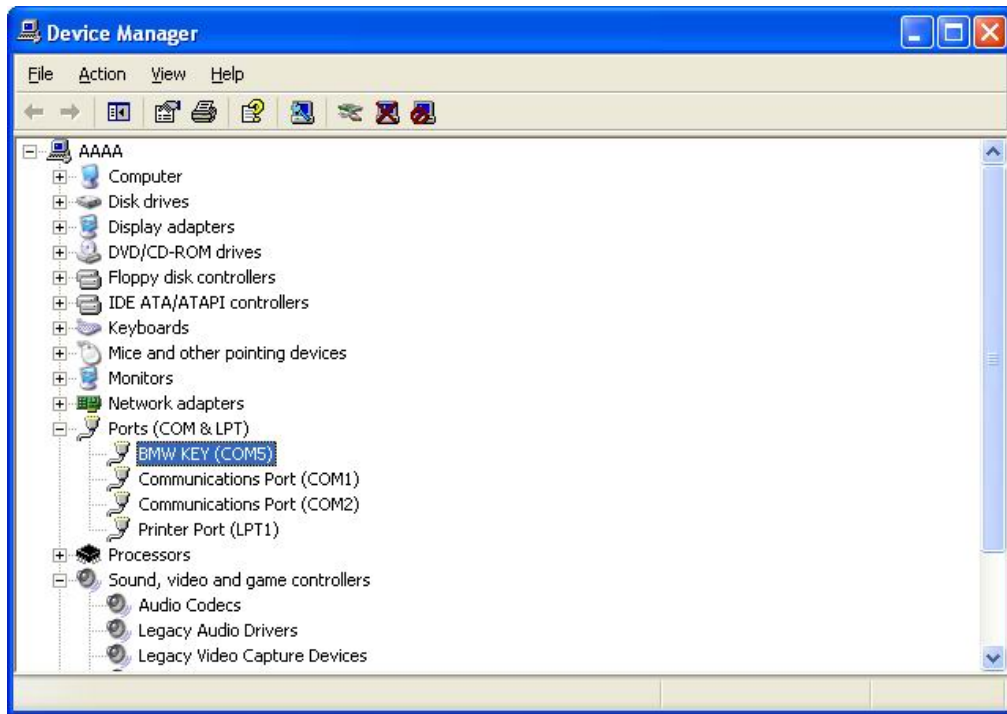 Device Manager
File Action View Help
AAAA
Computer
Disk drives
Display adapters
DVD/CD-ROM drives
Floppy disk controllers
IDE ATA/ATAPI controllers
Keyboards
Mice and other pointing devices
Monitors
Network adapters
Ports (COM & LPT)
BMW KEY (COM5)
Communications Port (COM1)
Communications Port (COM2)
Printer Port (LPT1)
Processors
Sound, video and game controllers
Audio Codecs
Legacy Audio Drivers
Legacy Video Capture Devices